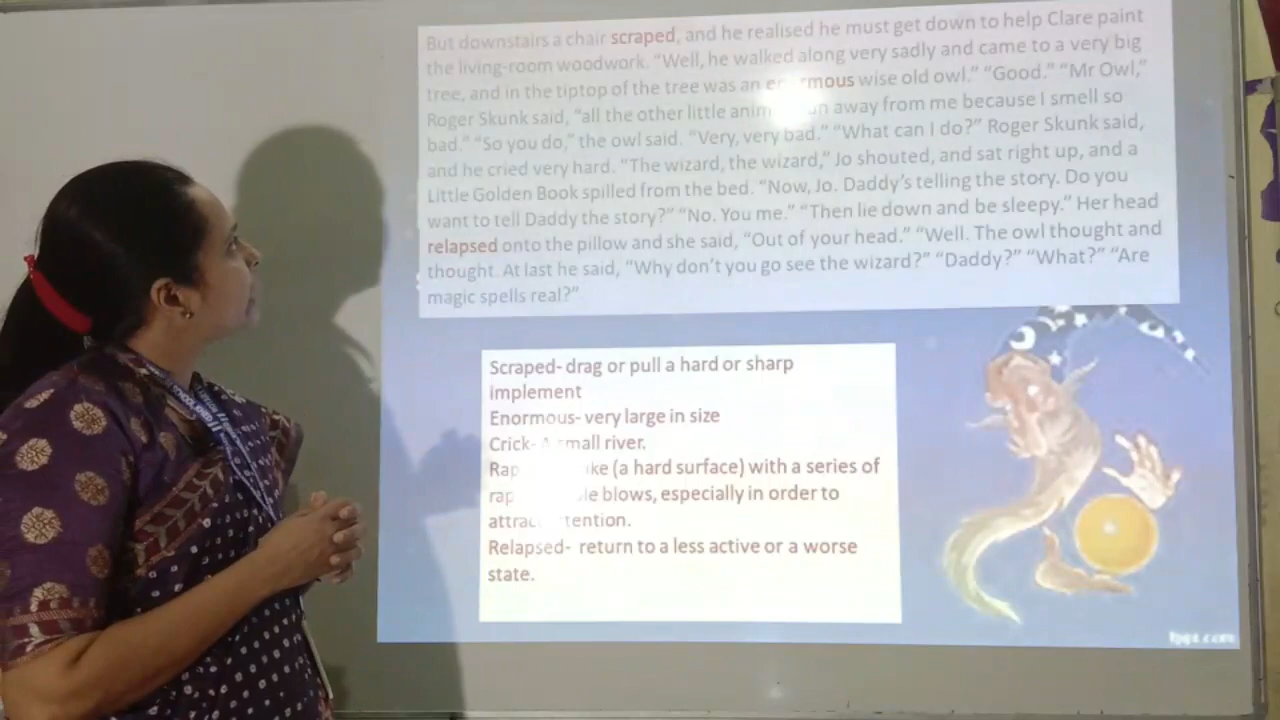 But downstairs a chair scraped, and he realised he must get down to help Clare paint
the living-room woodwork. “Well, he walked along very sadly and came to a very big
tree, and in the tiptop of the tree was an enormous wise old owl.” “Good.” “Mr Owl,”
Roger Skunk said, “all the other little away from me because I smell so
bad.” “So you do,” the owl said. “Very, very bad.” “What can I do?” Roger Skunk said,
and he cried very hard. “The wizard, the wizard,” Jo shouted, and sat right up, and a
Little Golden Book spilled from the bed. “Now, Jo. Daddy’s telling the story. Do you
want to tell Daddy the story?” “No. You me.” “Then lie down and be sleepy.” Her head
relapsed onto the pillow and she said, “Out of your head.” “Well. The owl thought and
thought. At last he said, “Why don’t you go see the wizard?” “Daddy?” “What?” “Are
magic spells real?”
Scraped- drag or pull a hard or sharp
implement
Enormous- very large in size
Crick- A small river.
(a hard surface) with a series of
blows, especially in order to
attract attention.
Relapsed- return to a less active or a worse
state.